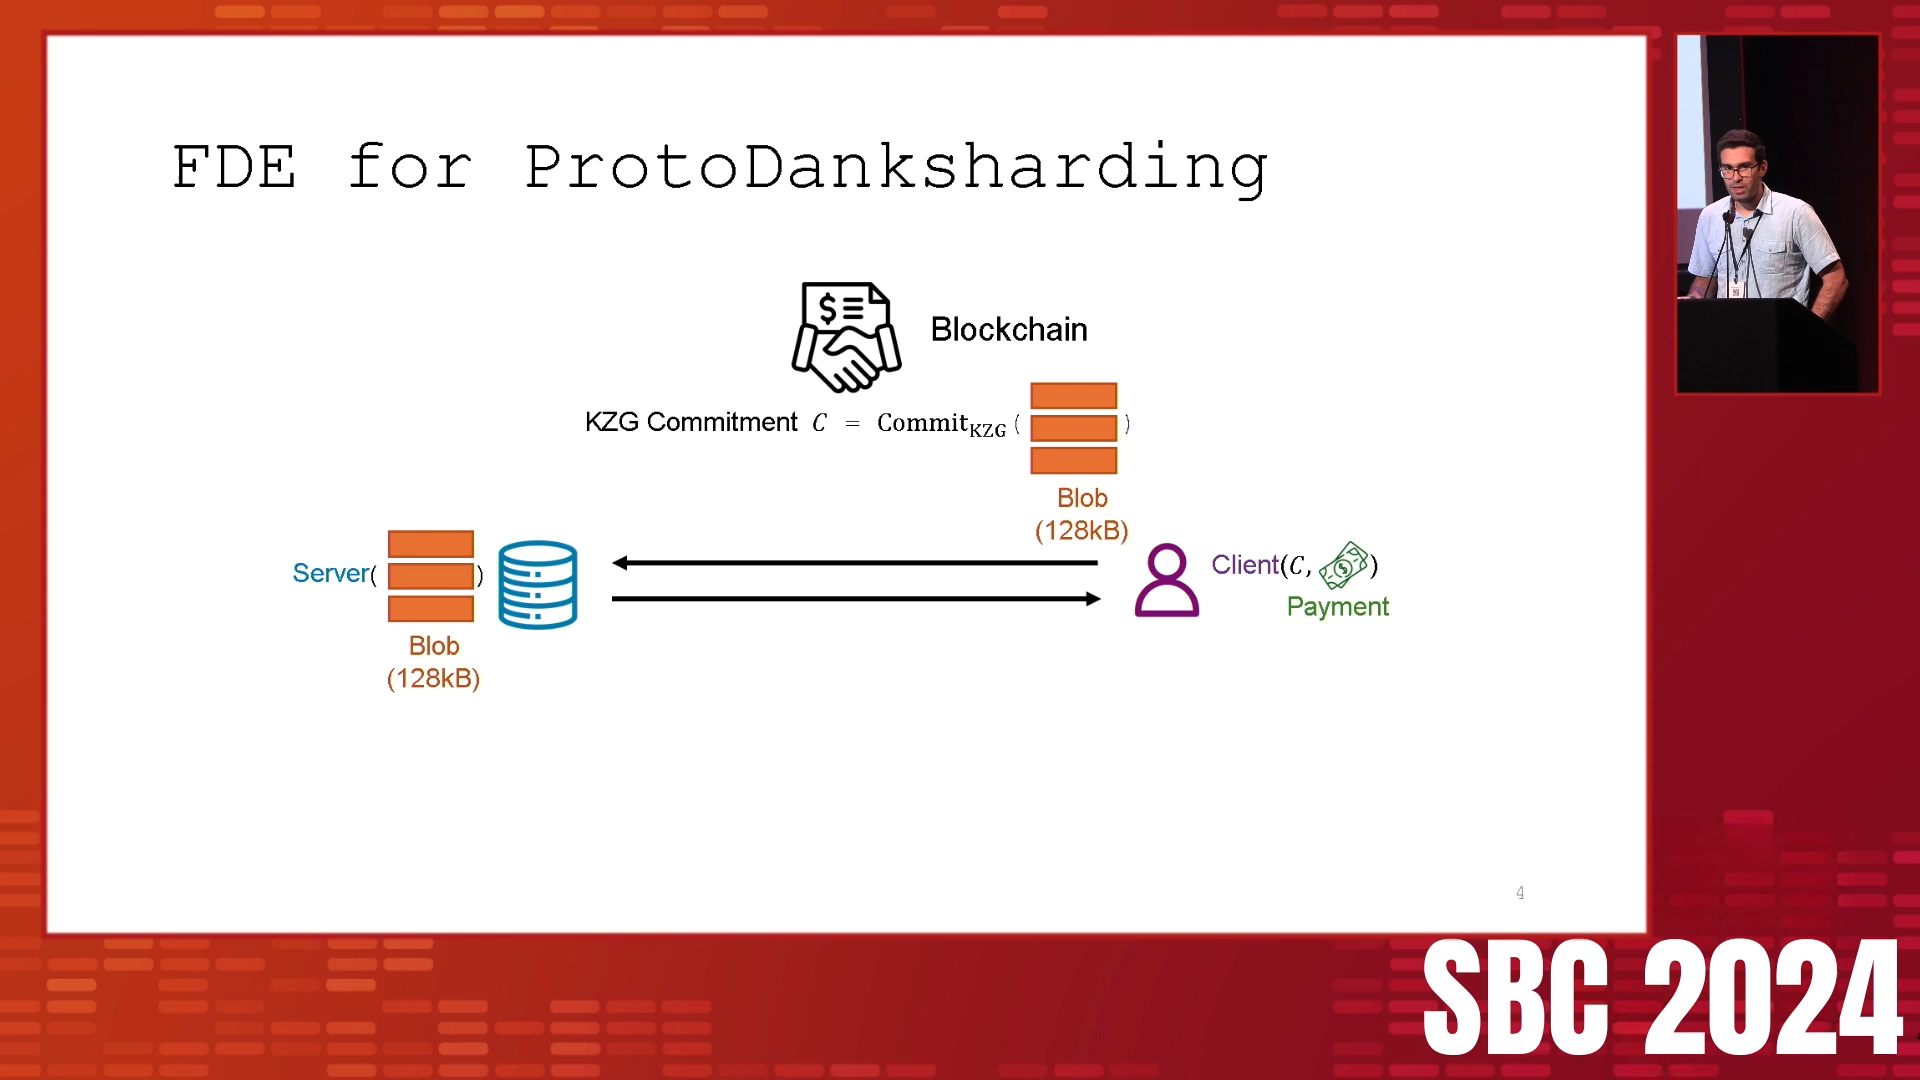 FDE for ProtoDanksharding
$
Blockchain
KZG Commitment C = Commit_KZG ( )
Blob
(128kB)
Server( )
Blob
(128kB)
Client(C, $ )
Payment
4
SBC 2024